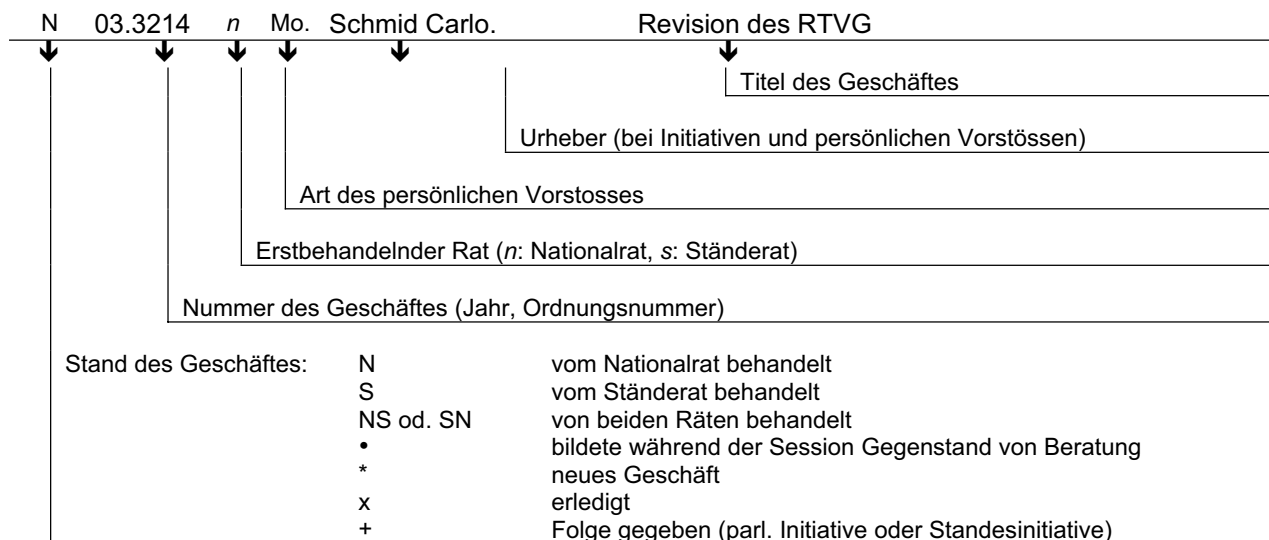 N 03.3214 n Mo. Schmid Carlo. Revision des RTVG
Titel des Geschäftes
Urheber (bei Initiativen und persönlichen Vorstössen)
Art des persönlichen Vorstosses
Erstbehandelnder Rat (n: Nationalrat, s: Ständerat)
Nummer des Geschäftes (Jahr, Ordnungsnummer)
Stand des Geschäftes: N vom Nationalrat behandelt
S vom Ständerat behandelt
NS od. SN von beiden Räten behandelt
• bildete während der Session Gegenstand von Beratung
* neues Geschäft
x erledigt
+ Folge gegeben (parl. Initiative oder Standesinitiative)